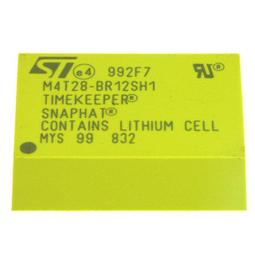 ST e4 992F7
M4T28-BR12SH1
TIMEKEEPER®
SNAPHAT®
CONTAINS LITHIUM CELL
MYS 99 832